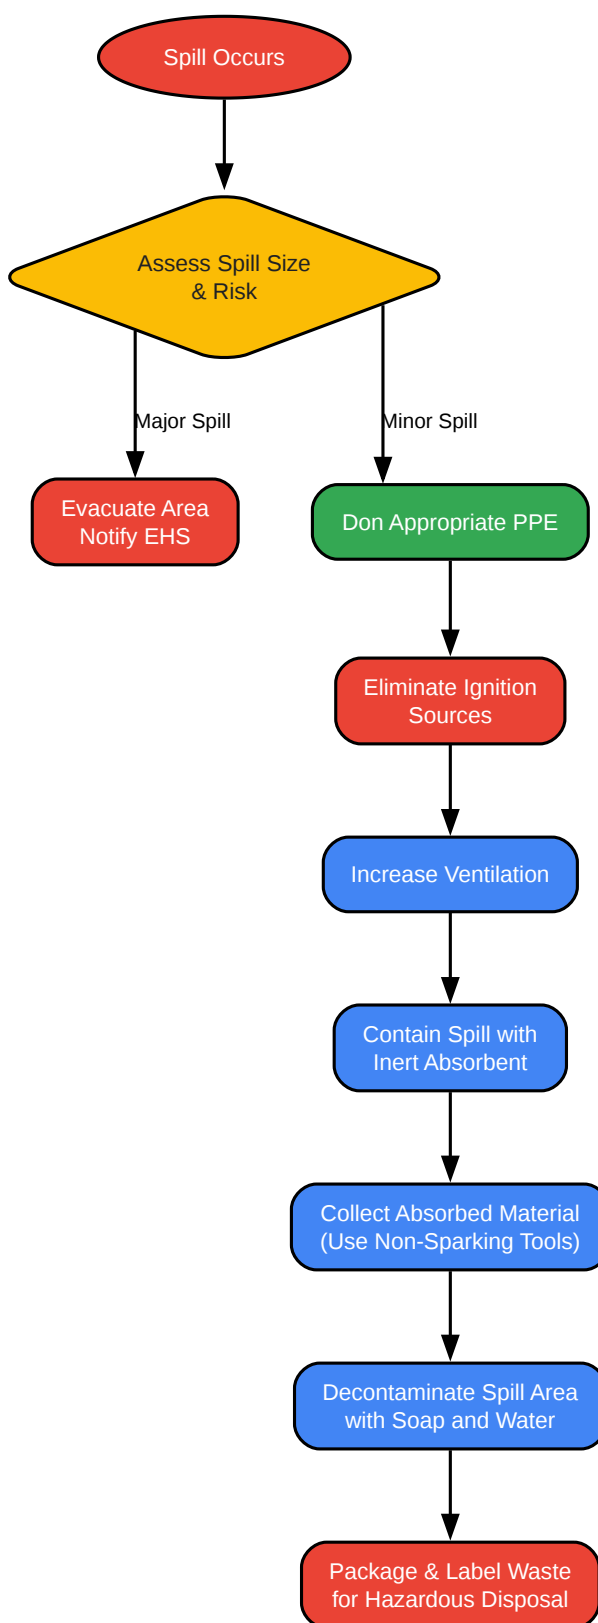 Spill Occurs
Assess Spill Size
& Risk
Major Spill
Minor Spill
Evacuate Area
Notify EHS
Don Appropriate PPE
Eliminate Ignition
Sources
Increase Ventilation
Contain Spill with
Inert Absorbent
Collect Absorbed Material
(Use Non-Sparking Tools)
Decontaminate Spill Area
with Soap and Water
Package & Label Waste
for Hazardous Disposal